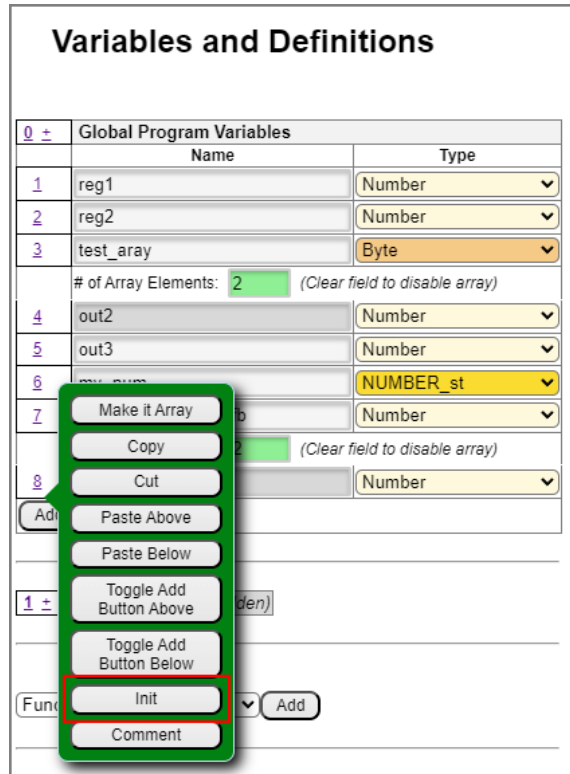 Variables and Definitions
0 + Global Program Variables
Name Type
1 reg1 Number
2 reg2 Number
3 test_aray Byte
# of Array Elements: 2 (Clear field to disable array)
4 out2 Number
5 out3 Number
6 NUMBER_st
7 Number
2 (Clear field to disable array)
8 Number
Make it Array
Copy
Cut
Paste Above
Paste Below
Toggle Add
Button Above
Toggle Add
Button Below
Init
Comment
1 +
Add